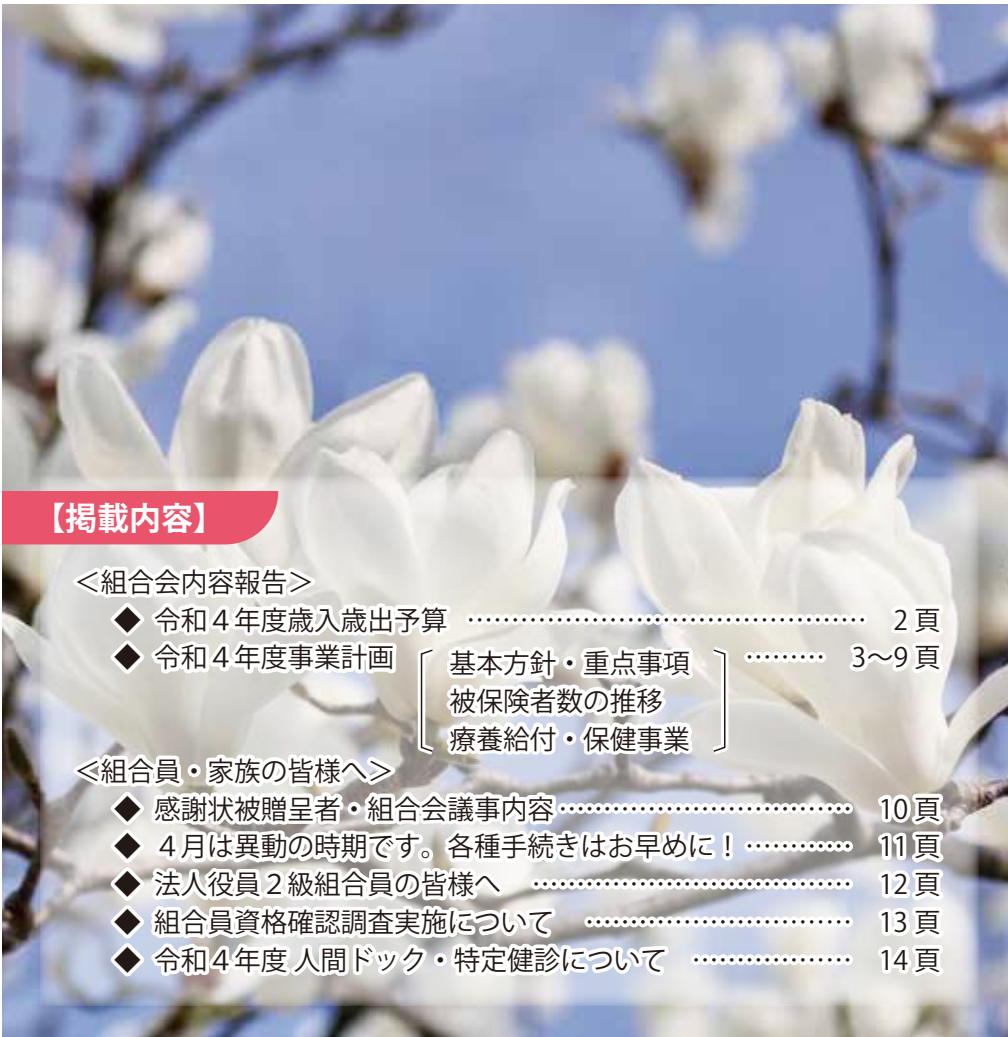 【掲載内容】
＜組合会内容報告＞
◆ 令和４年度歳入歳出予算 ………………………………………… 2頁
◆ 令和４年度事業計画 〔 基本方針・重点事項 〕 ……… 3～9頁
被保険者数の推移
療養給付・保健事業
＜組合員・家族の皆様へ＞
◆ 感謝状被贈呈者・組合会議事内容 ……………………………… 10頁
◆ ４月は異動の時期です。各種手続きはお早めに！ ………… 11頁
◆ 法人役員２級組合員の皆様へ ……………………………… 12頁
◆ 組合員資格確認調査実施について ………………………… 13頁
◆ 令和４年度 人間ドック・特定健診について ……………… 14頁